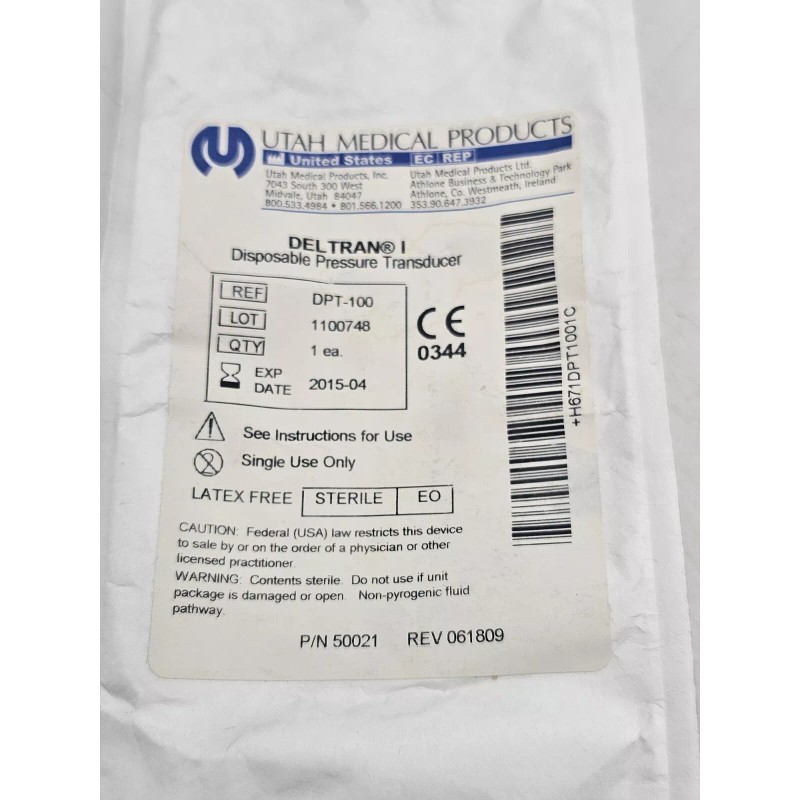 UTAH MEDICAL PRODUCTS
United States EC REP
Utah Medical Products, Inc.
7043 South 300 West
Midvale, Utah 84047
800.533.4984 • 801.566.1200
Utah Medical Products Ltd.
Athlone Business & Technology Park
Athlone, Co. Westmeath, Ireland
353.90.647.3932
DELTRAN® I
Disposable Pressure Transducer
REF DPT-100
LOT 1100748
QTY 1 ea.
EXP DATE 2015-04
CE
0344
+H671DPT1001C
See Instructions for Use
Single Use Only
LATEX FREE STERILE EO
CAUTION: Federal (USA) law restricts this device
to sale by or on the order of a physician or other
licensed practitioner.
WARNING: Contents sterile. Do not use if unit
package is damaged or open. Non-pyrogenic fluid
pathway.
P/N 50021 REV 061809